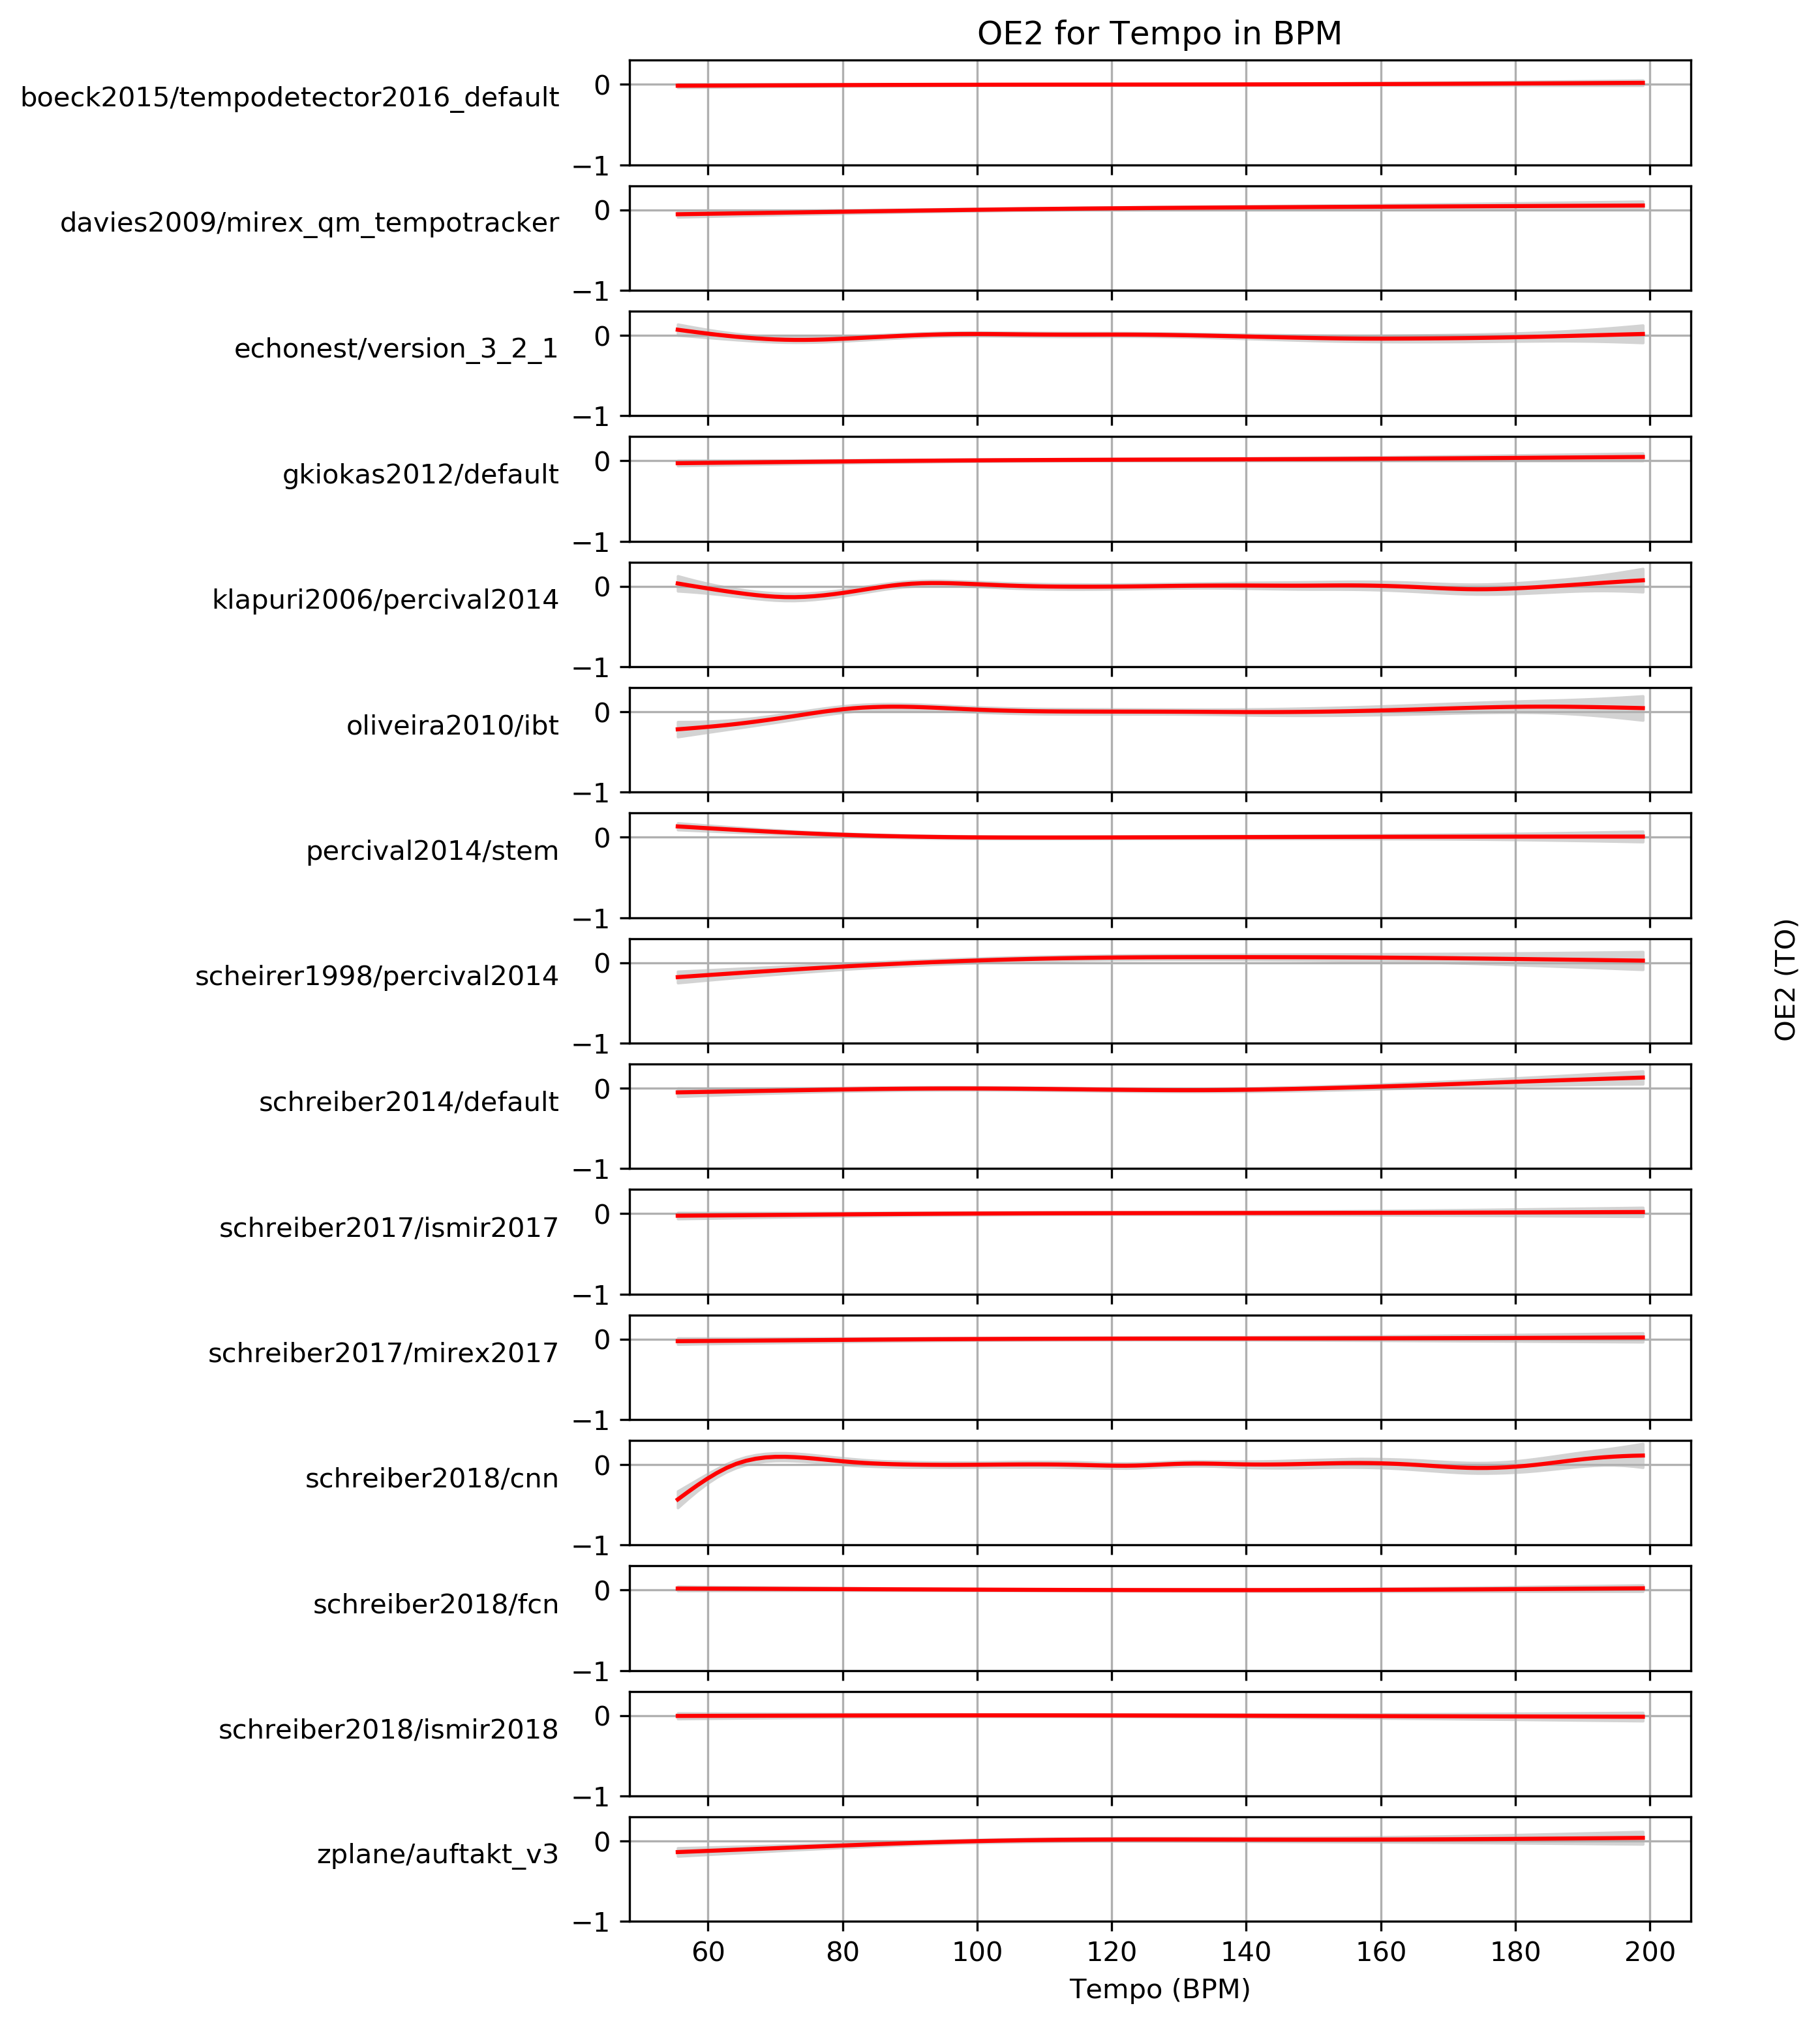 OE2 for Tempo in BPM
boeck2015/tempodetector2016_default
0
−1
davies2009/mirex_qm_tempotracker
0
−1
echonest/version_3_2_1
0
−1
gkiokas2012/default
0
−1
klapuri2006/percival2014
0
−1
oliveira2010/ibt
0
−1
percival2014/stem
0
−1
scheirer1998/percival2014
0
−1
schreiber2014/default
0
−1
schreiber2017/ismir2017
0
−1
schreiber2017/mirex2017
0
−1
schreiber2018/cnn
0
−1
schreiber2018/fcn
0
−1
schreiber2018/ismir2018
0
−1
zplane/auftakt_v3
0
−1
60 80 100 120 140 160 180 200
Tempo (BPM)
OE2 (TO)